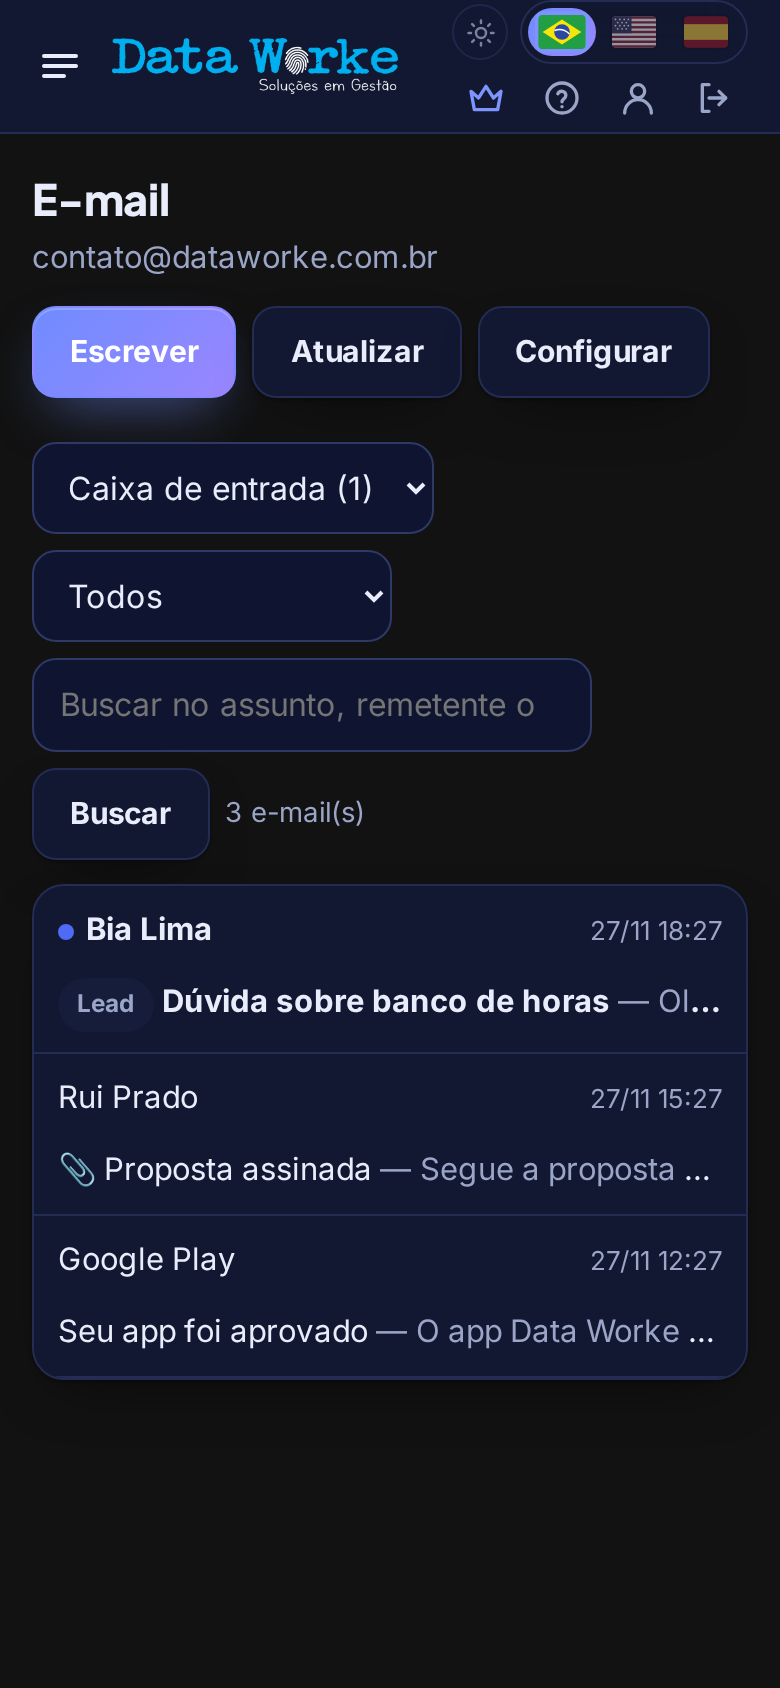 Data Worke
Soluções em Gestão
E-mail
contato@dataworke.com.br
Escrever Atualizar Configurar
Caixa de entrada (1)
Todos
Buscar no assunto, remetente o
Buscar 3 e-mail(s)
Bia Lima 27/11 18:27
Lead Dúvida sobre banco de horas — Ol...
Rui Prado 27/11 15:27
Proposta assinada — Segue a proposta ...
Google Play 27/11 12:27
Seu app foi aprovado — O app Data Worke ...